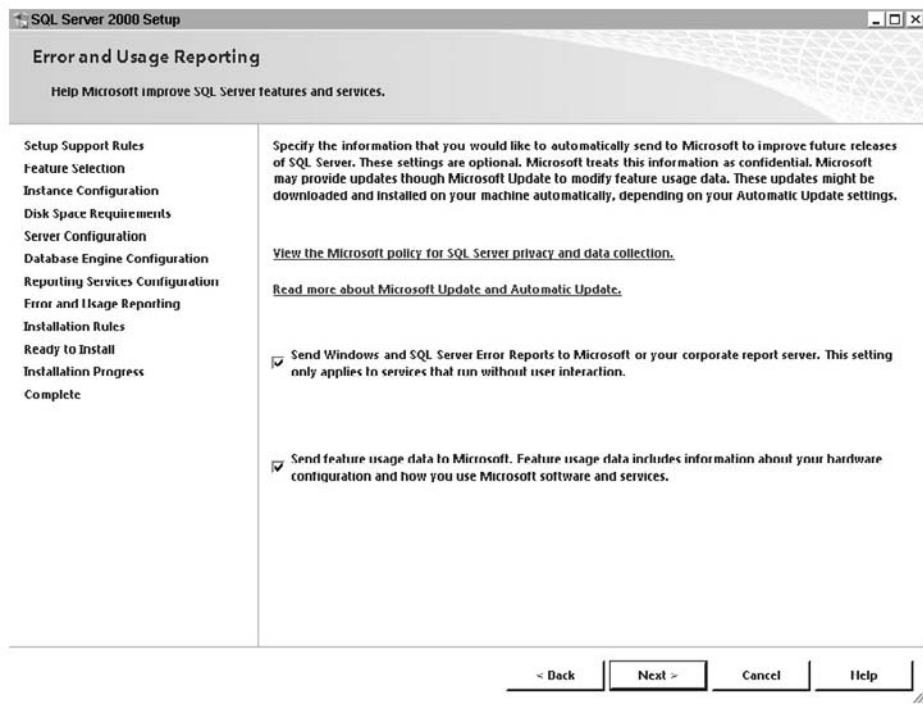 SQL Server 2000 Setup
Error and Usage Reporting
Help Microsoft improve SQL Server features and services.
Setup Support Rules
Feature Selection
Instance Configuration
Disk Space Requirements
Server Configuration
Database Engine Configuration
Reporting Services Configuration
Error and Usage Reporting
Installation Rules
Ready to Install
Installation Progress
Complete
Specify the information that you would like to automatically send to Microsoft to improve future releases
of SQL Server. These settings are optional. Microsoft treats this information as confidential. Microsoft
may provide updates though Microsoft Update to modify feature usage data. These updates might be
downloaded and installed on your machine automatically, depending on your Automatic Update settings.
View the Microsoft policy for SQL Server privacy and data collection.
Read more about Microsoft Update and Automatic Update.
Send Windows and SQL Server Error Reports to Microsoft or your corporate report server. This setting
only applies to services that run without user interaction.
Send feature usage data to Microsoft. Feature usage data includes information about your hardware
configuration and how you use Microsoft software and services.
< Back
Next >
Cancel
Help